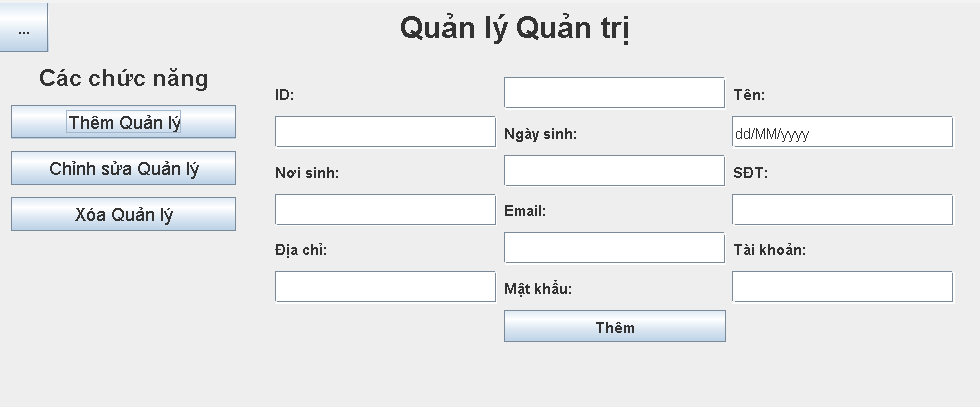 ...
Quản lý Quản trị
Các chức năng
Thêm Quản lý
Chỉnh sửa Quản lý
Xóa Quản lý
ID:
Tên:
Ngày sinh:
dd/MM/yyyy
Nơi sinh:
SĐT:
Email:
Địa chỉ:
Tài khoản:
Mật khẩu:
Thêm